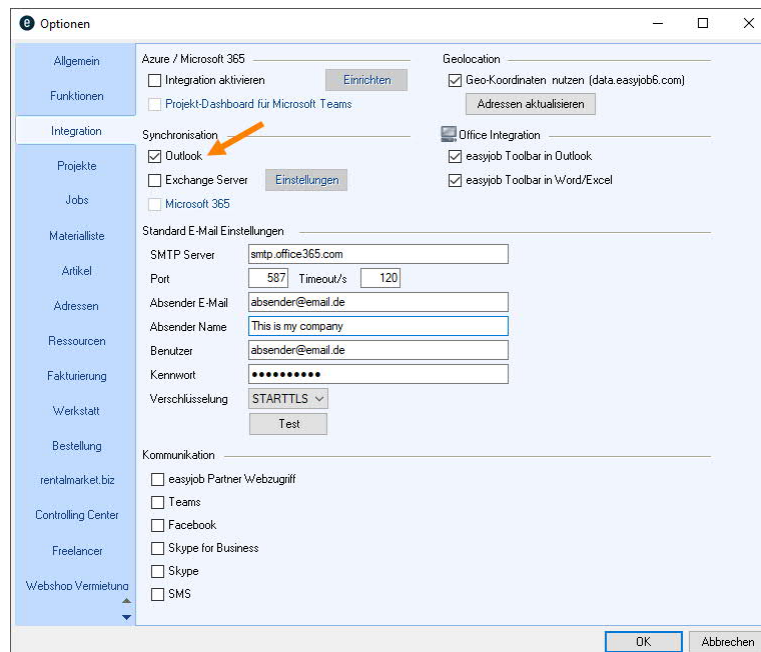 Optionen
Allgemein
Funktionen
Integration
Projekte
Jobs
Materialliste
Artikel
Adressen
Ressourcen
Fakturierung
Werkstatt
Bestellung
rentalmarket.biz
Controlling Center
Freelancer
Webshop Vermietung
Azure / Microsoft 365
Integration aktivieren
Einrichten
Projekt-Dashboard für Microsoft Teams
Geolocation
Geo-Koordinaten nutzen (data.easyjob6.com)
Adressen aktualisieren
Synchronisation
Outlook
Exchange Server
Einstellungen
Microsoft 365
Office Integration
easyjob Toolbar in Outlook
easyjob Toolbar in Word/Excel
Standard E-Mail Einstellungen
SMTP Server smtp.office365.com
Port 587 Timeout/s 120
Absender E-Mail absender@email.de
Absender Name This is my company
Benutzer absender@email.de
Kennwort ••••••••••
Verschlüsselung STARTTLS
Test
Kommunikation
easyjob Partner Webzugriff
Teams
Facebook
Skype for Business
Skype
SMS
OK Abbrechen